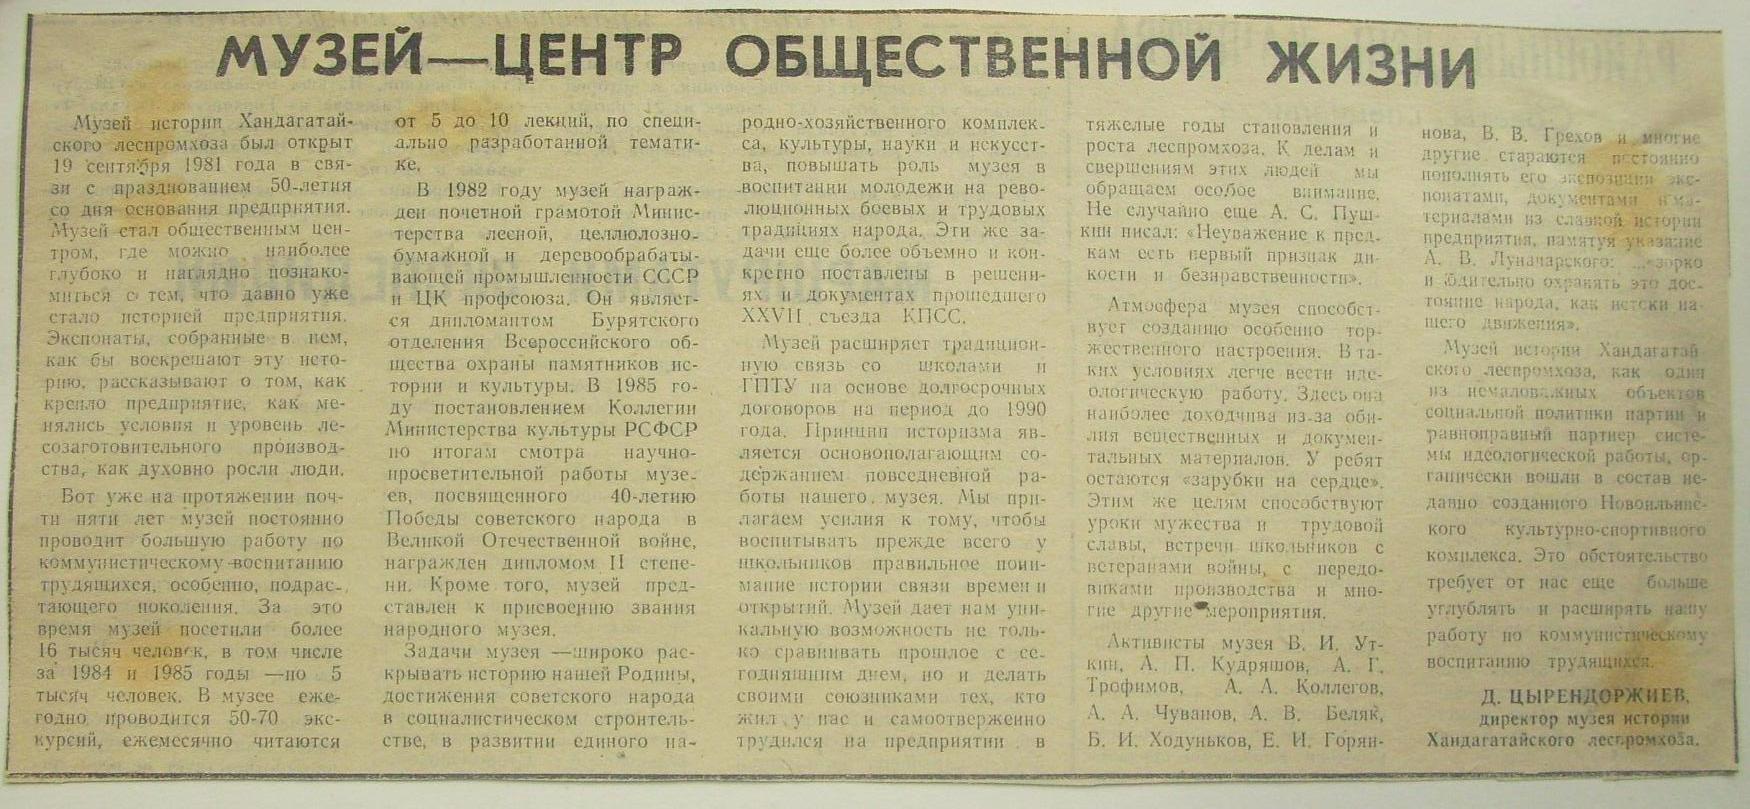 МУЗЕЙ—ЦЕНТР ОБЩЕСТВЕННОЙ ЖИЗНИ
Музей истории Хандагатай-
ского леспромхоза был открыт
19 сентября 1981 года в свя-
зи с празднованием 50-летия
со дня основания предприятия.
Музей стал общественным цен-
тром, где можно наиболее
глубоко и наглядно познако-
миться с тем, что давно уже
стало историей предприятия.
Экспонаты, собранные в нем,
как бы воскрешают эту исто-
рию, рассказывают о том, как
крепло предприятие, как ме-
нялись условия и уровень ле-
созаготовительного производ-
ства, как духовно росли люди.
Вот уже на протяжении поч-
ти пяти лет музей постоянно
проводит большую работу по
коммунистическому воспитанию
трудящихся, особенно, подрас-
тающего поколения. За это
время музей посетили более
16 тысяч человек, в том числе
за 1984 и 1985 годы —по 5
тысяч человек. В музее еже-
годно проводится 50-70 экс-
курсий, ежемесячно читаются
от 5 до 10 лекций, по специ-
ально разработанной темати-
ке.
В 1982 году музей награж-
ден почетной грамотой Минис-
терства лесной, целлюлозно-
бумажной и деревообрабаты-
вающей промышленности СССР
и ЦК профсоюза. Он являет-
ся дипломантом Бурятского
отделения Всероссийского об-
щества охраны памятников ис-
тории и культуры. В 1985 го-
ду постановлением Коллегии
Министерства культуры РСФСР
по итогам смотра научно-
просветительной работы музе-
ев, посвященного 40-летию
Победы советского народа в
Великой Отечественной войне,
награжден дипломом II степе-
ни. Кроме того, музей пред-
ставлен к присвоению звания
народного музея.
Задачи музея —широко рас-
крывать историю нашей Родины,
достижения советского народа
в социалистическом строитель-
стве, в развитии единого на-
родно-хозяйственного комплек-
са, культуры, науки и искусст-
ва, повышать роль музея в
воспитании молодежи на рево-
люционных боевых и трудовых
традициях народа. Эти же за-
дачи еще более объемно и кон-
кретно поставлены в решени-
ях и документах прошедшего
XXVII съезда КПСС.
Музей расширяет традицион-
ную связь со школами и
ГПТУ на основе долгосрочных
договоров на период до 1990
года. Принцип историзма яв-
ляется основополагающим со-
держанием повседневной ра-
боты нашего музея. Мы при-
лагаем усилия к тому, чтобы
воспитывать прежде всего у
школьников правильное пони-
мание истории связи времен и
открытий. Музей дает нам уни-
кальную возможность не толь-
ко сравнивать прошлое с се-
годняшним днем, но и делать
своими союзниками тех, кто
жил у нас и самоотверженно
трудился на предприятии в
тяжелые годы становления и
роста леспромхоза. К делам и
свершениям этих людей мы
обращаем особое внимание.
Не случайно еще А. С. Пуш-
кин писал: «Неуважение к пред-
кам есть первый признак ди-
кости и безнравственности».
Атмосфера музея способст-
вует созданию особенно тор-
жественного настроения. В та-
ких условиях легче вести иде-
ологическую работу. Здесь она
наиболее доходчива из-за оби-
лия вещественных и докумен-
тальных материалов. У ребят
остаются «зарубки на сердце».
Этим же целям способствуют
уроки мужества и трудовой
славы, встречи школьников с
ветеранами войны, с передо-
виками производства и мно-
гие другие мероприятия.
Активисты музея В. И. Ут-
кин, А. П. Кудряшов, А. Г.
Трофимов, А. А. Коллегов,
А. А. Чуванов, А. В. Беляк,
Б. И. Ходуньков, Е. И. Горян-
нова, В. В. Грехов и многие
другие стараются постоянно
пополнять его экспозиции экс-
понатами, документами и ма-
териалами из славной истории
предприятия, памятуя указание
А. В. Луначарского: ...«зорко
и бдительно охранять это дос-
тояние народа, как истоки на-
шего движения».
Музей истории Хандагатай
ского леспромхоза, как один
из немаловажных объектов
социальной политики партии и
равноправный партнер систе-
мы идеологической работы, ор-
ганически вошли в состав не-
давно созданного Новоильинс-
кого культурно-спортивного
комплекса. Это обстоятельство
требует от нас еще больше
углублять и расширять нашу
работу по коммунистическому
воспитанию трудящихся.
Д. ЦЫРЕНДОРЖИЕВ,
директор музея истории
Хандагатайского леспромхоза.